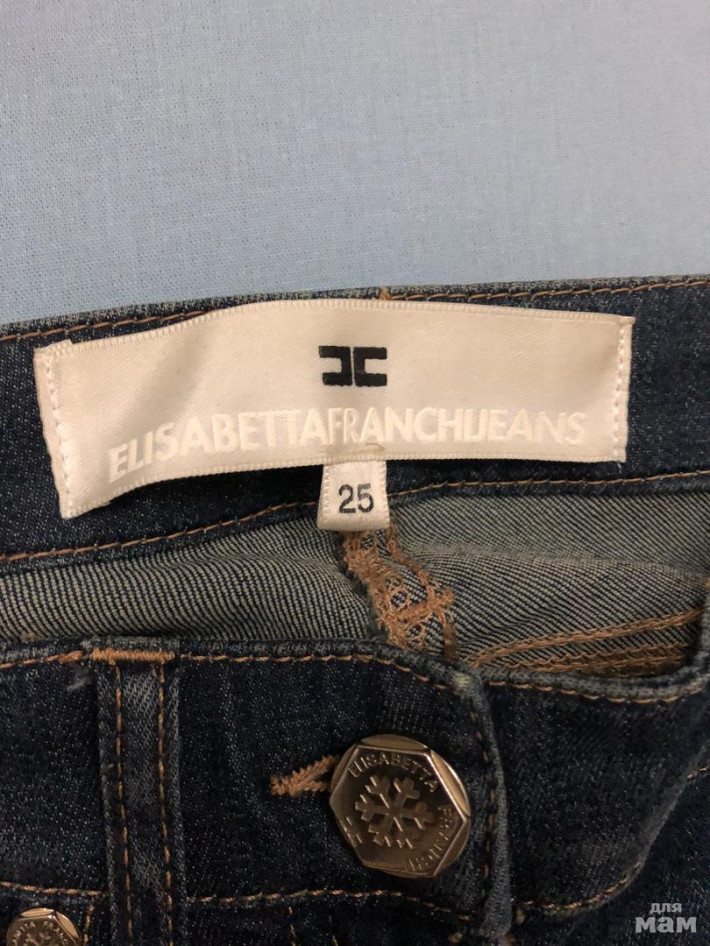 ELISABETTAFRANCHIJEANS
25
ELISABETTA
FRANCHI
для
мам